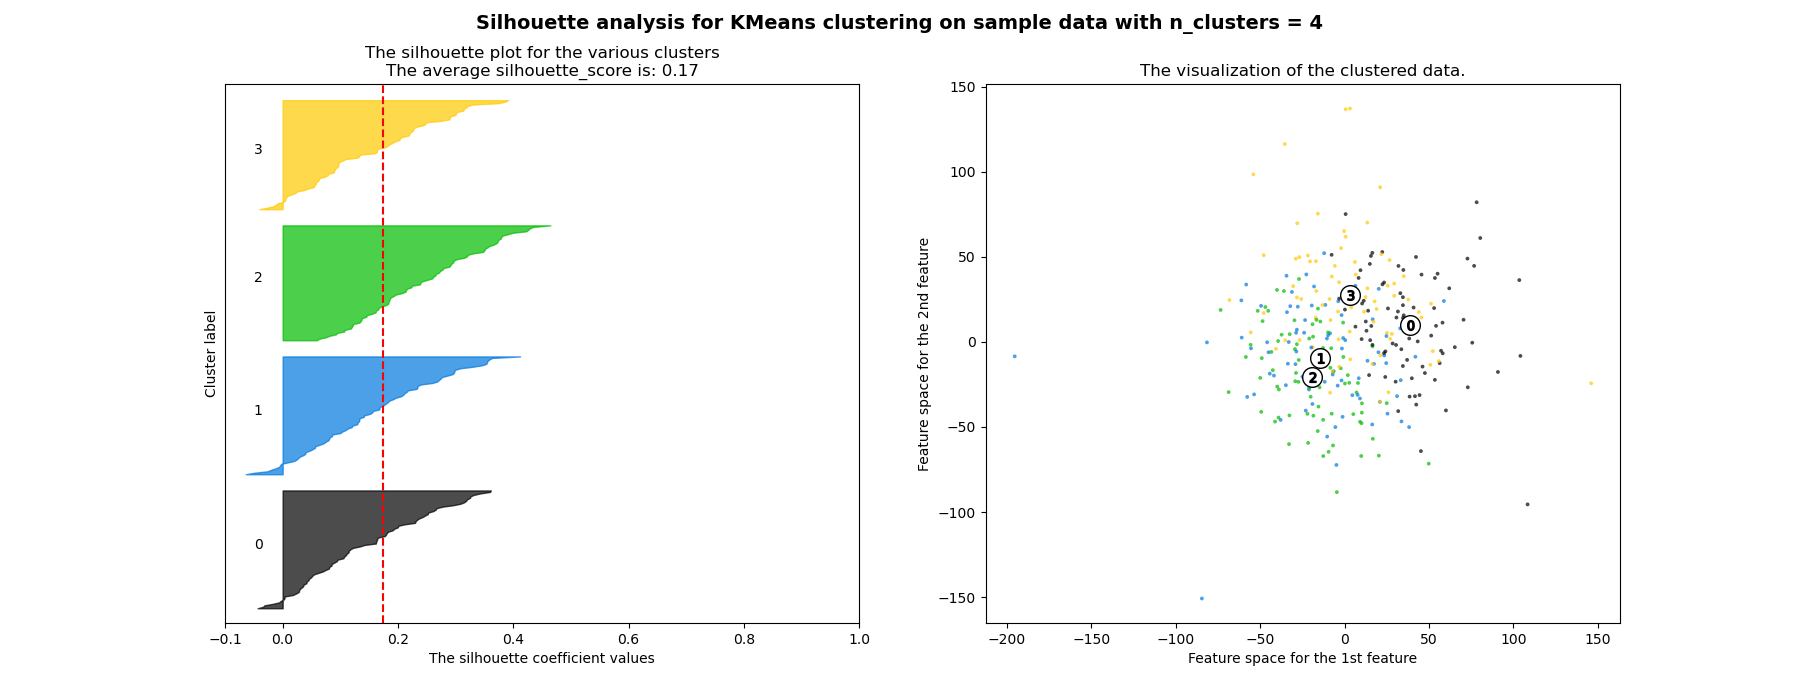 Silhouette analysis for KMeans clustering on sample data with n_clusters = 4
The silhouette plot for the various clusters
The average silhouette_score is: 0.17
3
2
1
0
Cluster label
−0.1 0.0 0.2 0.4 0.6 0.8 1.0
The silhouette coefficient values
The visualization of the clustered data.
150
100
50
0
−50
−100
−150
Feature space for the 2nd feature
3
0
1
2
−200 −150 −100 −50 0 50 100 150
Feature space for the 1st feature